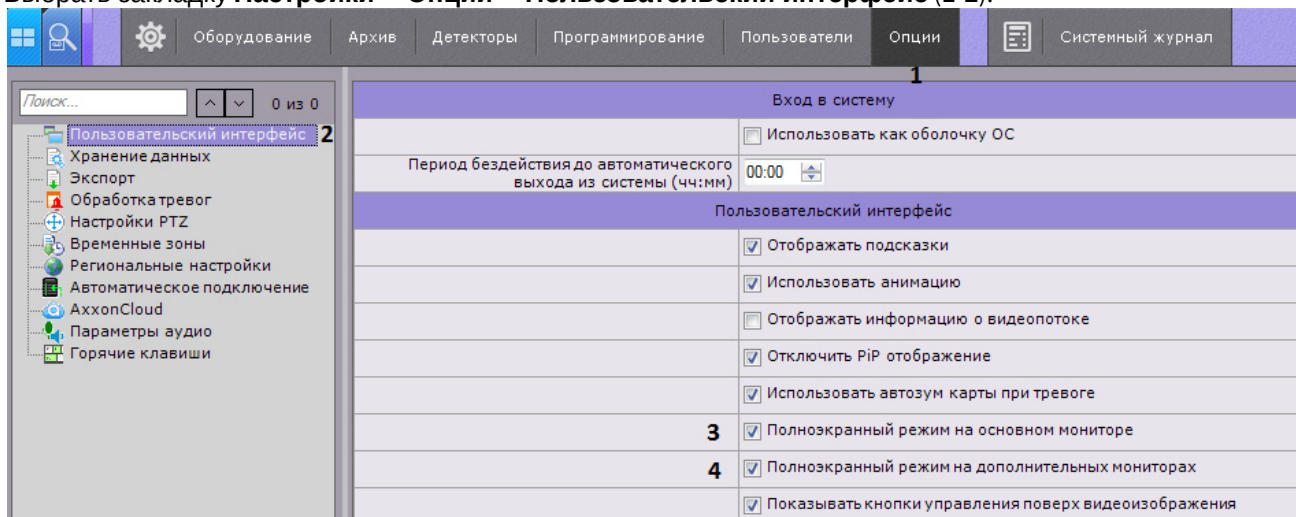 Выбрать закладку Настройки - Опции - Пользовательский интерфейс (1-2).
Оборудование Архив Детекторы Программирование Пользователи Опции Системный журнал
1
Поиск... 0 из 0
Пользовательский интерфейс 2
Хранение данных
Экспорт
Обработка тревог
Настройки PTZ
Временные зоны
Региональные настройки
Автоматическое подключение
AxxonCloud
Параметры аудио
Горячие клавиши
Вход в систему
Использовать как оболочку ОС
Период бездействия до автоматического
выхода из системы (чч:мм) 00:00
Пользовательский интерфейс
Отображать подсказки
Использовать анимацию
Отображать информацию о видеопотоке
Отключить PiP отображение
Использовать автозум карты при тревоге
3 Полноэкранный режим на основном мониторе
4 Полноэкранный режим на дополнительных мониторах
Показывать кнопки управления поверх видеоизображения